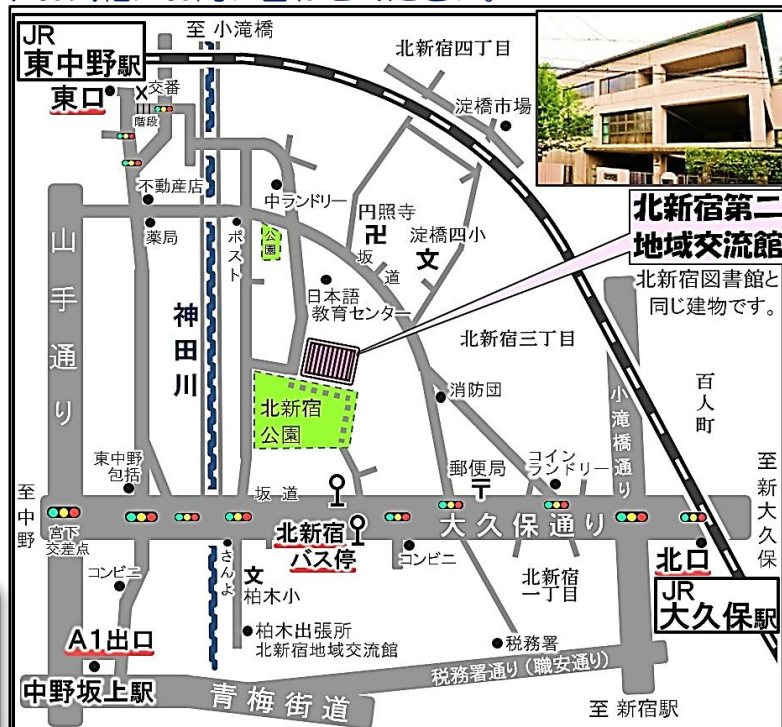 至 小滝橋
JR
東中野駅
東口
交番
階段
北新宿四丁目
淀橋市場
不動産店
薬局
中ランドリー
ポスト
公園
円照寺
卍
淀橋四小
文
坂
道
日本語
教育センター
北新宿第二
地域交流館
北新宿図書館と
同じ建物です。
山手通り
神田川
北新宿三丁目
百人町
小滝橋通り
北新宿
公園
消防団
東中野
包括
坂道
郵便局
〒
コイン
ランドリー
至 中野
至 新大久保
宮下
交差点
大久保通り
北新宿
バス停
コンビニ
北口
JR
大久保駅
コンビニ
さんよ
文
柏木小
北新宿
一丁目
A1出口
中野坂上駅
柏木出張所
北新宿地域交流館
税務署
税務署通り(職安通り)
青梅街道
至 新宿駅